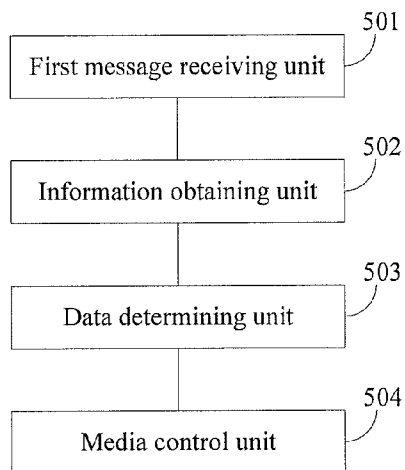 501
First message receiving unit
502
Information obtaining unit
503
Data determining unit
504
Media control unit